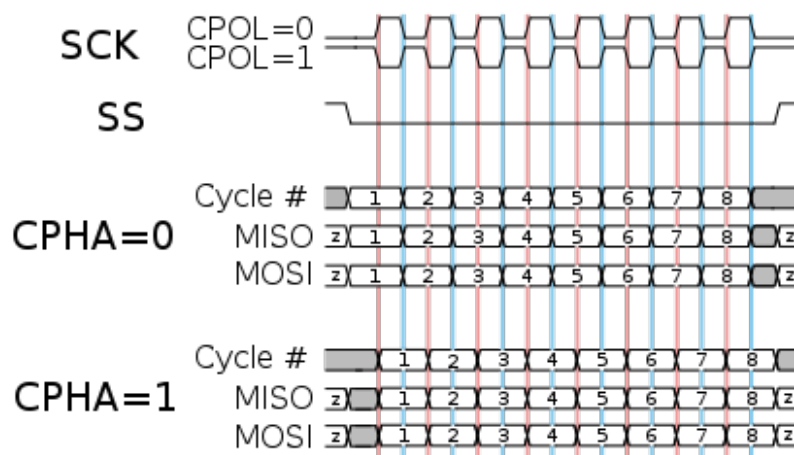 SCK CPOL=0
CPOL=1
SS
Cycle # 1 2 3 4 5 6 7 8
CPHA=0 MISO z 1 2 3 4 5 6 7 8 z
MOSI z 1 2 3 4 5 6 7 8 z
Cycle # 1 2 3 4 5 6 7 8
CPHA=1 MISO z 1 2 3 4 5 6 7 8 z
MOSI z 1 2 3 4 5 6 7 8 z